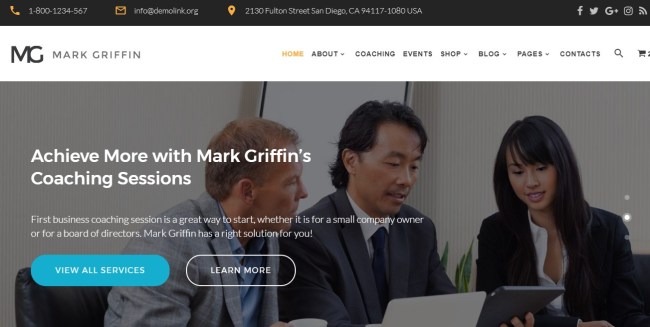 1-800-1234-567 info@demolink.org 2130 Fulton Street San Diego, CA 94117-1080 USA
MG MARK GRIFFIN
HOME ABOUT COACHING EVENTS SHOP BLOG PAGES CONTACTS 2
Achieve More with Mark Griffin's
Coaching Sessions
First business coaching session is a great way to start, whether it is for a small company owner
or for a board of directors. Mark Griffin has a right solution for you!
VIEW ALL SERVICES LEARN MORE